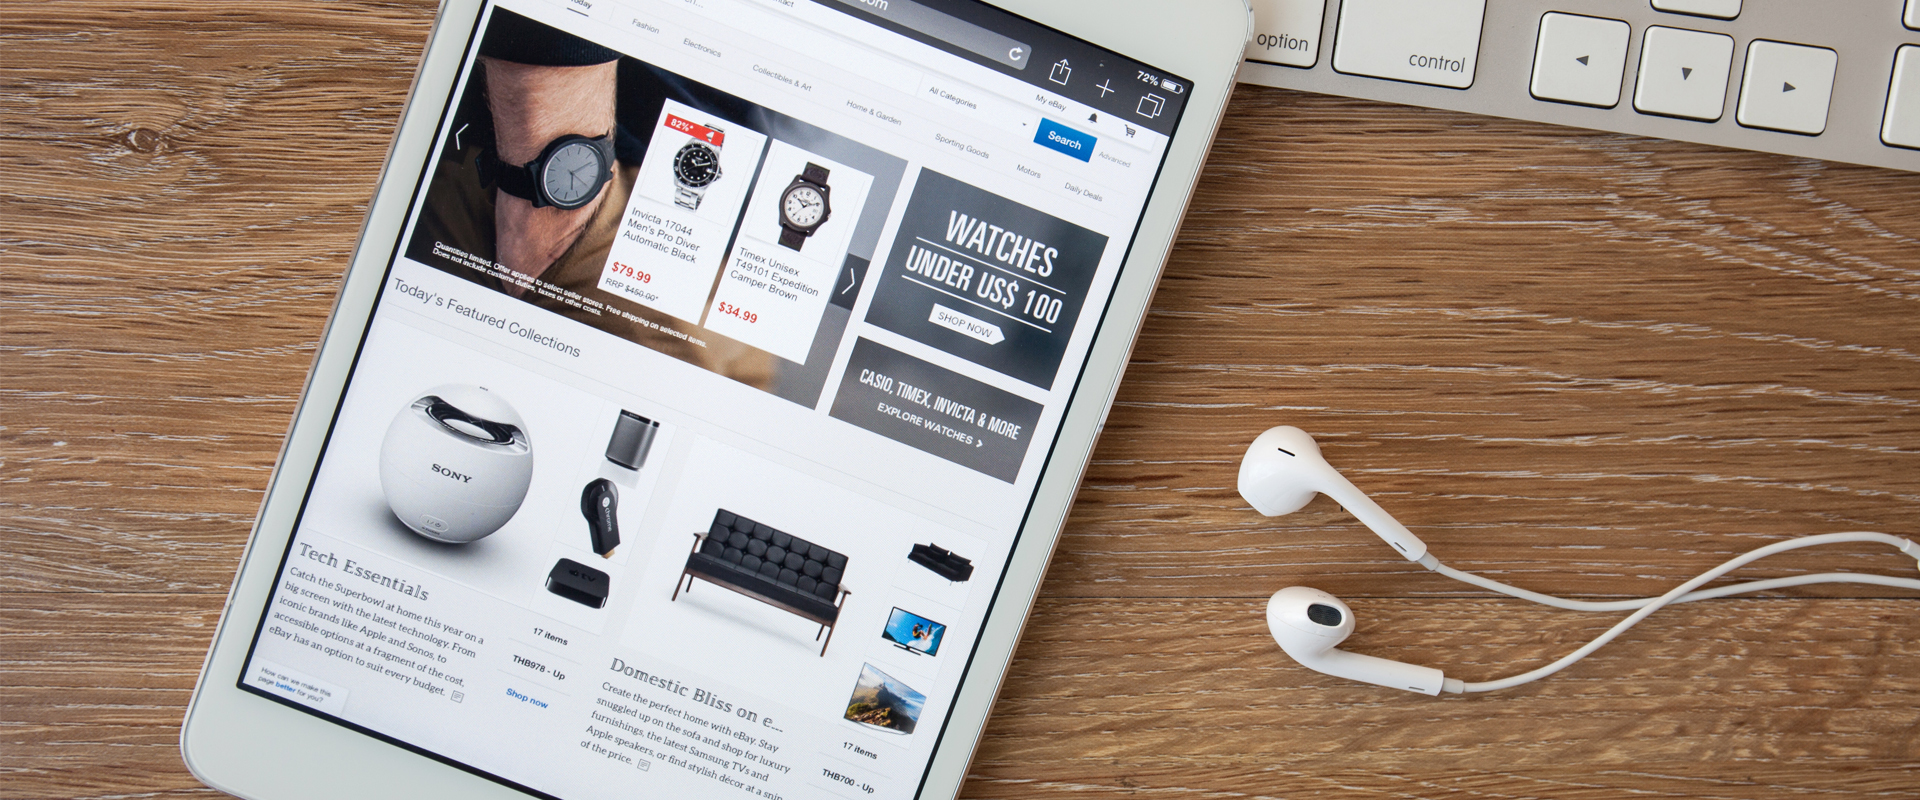 Today
Fashion
Electronics
Collectibles & Art
Home & Garden
Sporting Goods
Motors
Daily Deals
All Categories
My eBay
Search
Advanced
72%
82%*
Invicta 17044
Men's Pro Diver
Automatic Black
$79.99
RRP $450.00*
Timex Unisex
T49101 Expedition
Camper Brown
$34.99
Quantities limited. Offer applies to select seller stores. Free shipping on selected items.
Does not include customs duties, taxes or other costs.
WATCHES
UNDER US$ 100
SHOP NOW
CASIO, TIMEX, INVICTA & MORE
EXPLORE WATCHES >
Today's Featured Collections
SONY
chrome
tv
Tech Essentials
Catch the Superbowl at home this year on a
big screen with the latest technology. From
iconic brands like Apple and Sonos, to
accessible options at a fragment of the cost,
eBay has an option to suit every budget.
17 items
THB978 - Up
Shop now
How can we make this
page better for you?
Domestic Bliss on e...
Create the perfect home with eBay. Stay
snuggled up on the sofa and shop for luxury
furnishings, the latest Samsung TVs and
Apple speakers, or find stylish décor at a snip
of the price.
17 items
THB700 - Up
option
control